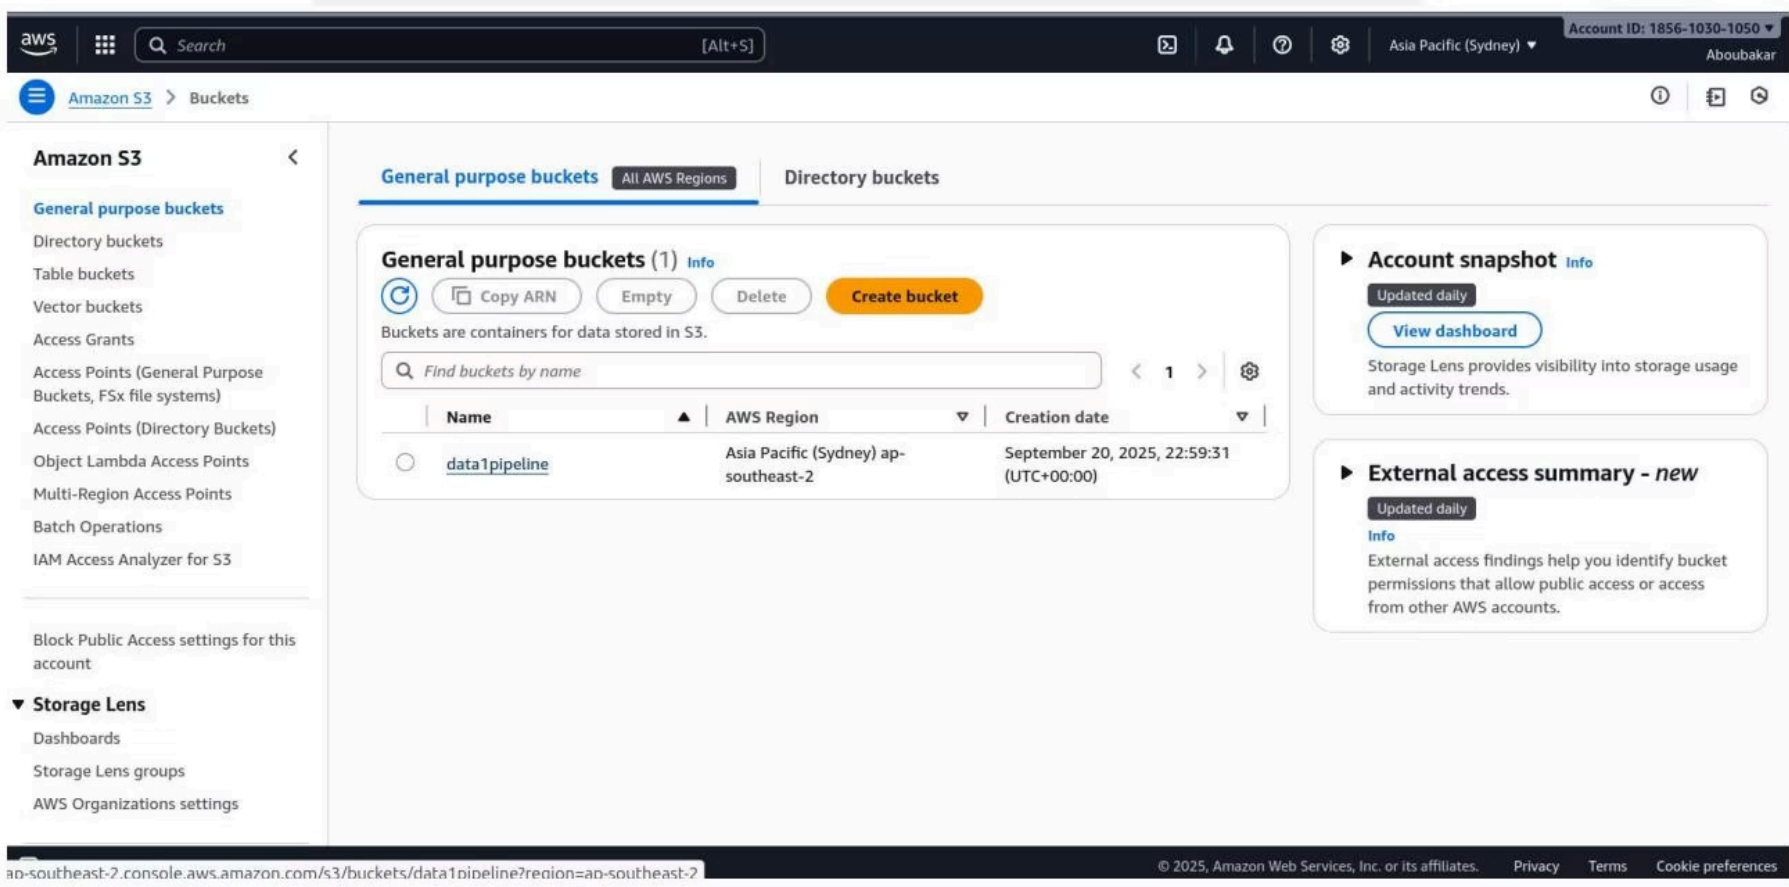 aws
Search [Alt+S]
Asia Pacific (Sydney)
Account ID: 1856-1030-1050
Aboubakar
Amazon S3 > Buckets
Amazon S3
General purpose buckets
Directory buckets
Table buckets
Vector buckets
Access Grants
Access Points (General Purpose
Buckets, FSx file systems)
Access Points (Directory Buckets)
Object Lambda Access Points
Multi-Region Access Points
Batch Operations
IAM Access Analyzer for S3
Block Public Access settings for this
account
Storage Lens
Dashboards
Storage Lens groups
AWS Organizations settings
General purpose buckets All AWS Regions Directory buckets
General purpose buckets (1) Info
Copy ARN Empty Delete Create bucket
Buckets are containers for data stored in S3.
Find buckets by name
1
Name AWS Region Creation date
data1pipeline
Asia Pacific (Sydney) ap-
southeast-2
September 20, 2025, 22:59:31
(UTC+00:00)
Account snapshot Info
Updated daily
View dashboard
Storage Lens provides visibility into storage usage
and activity trends.
External access summary - new
Updated daily
Info
External access findings help you identify bucket
permissions that allow public access or access
from other AWS accounts.
ap-southeast-2.console.aws.amazon.com/s3/buckets/data1pipeline?region=ap-southeast-2
© 2025, Amazon Web Services, Inc. or its affiliates. Privacy Terms Cookie preferences